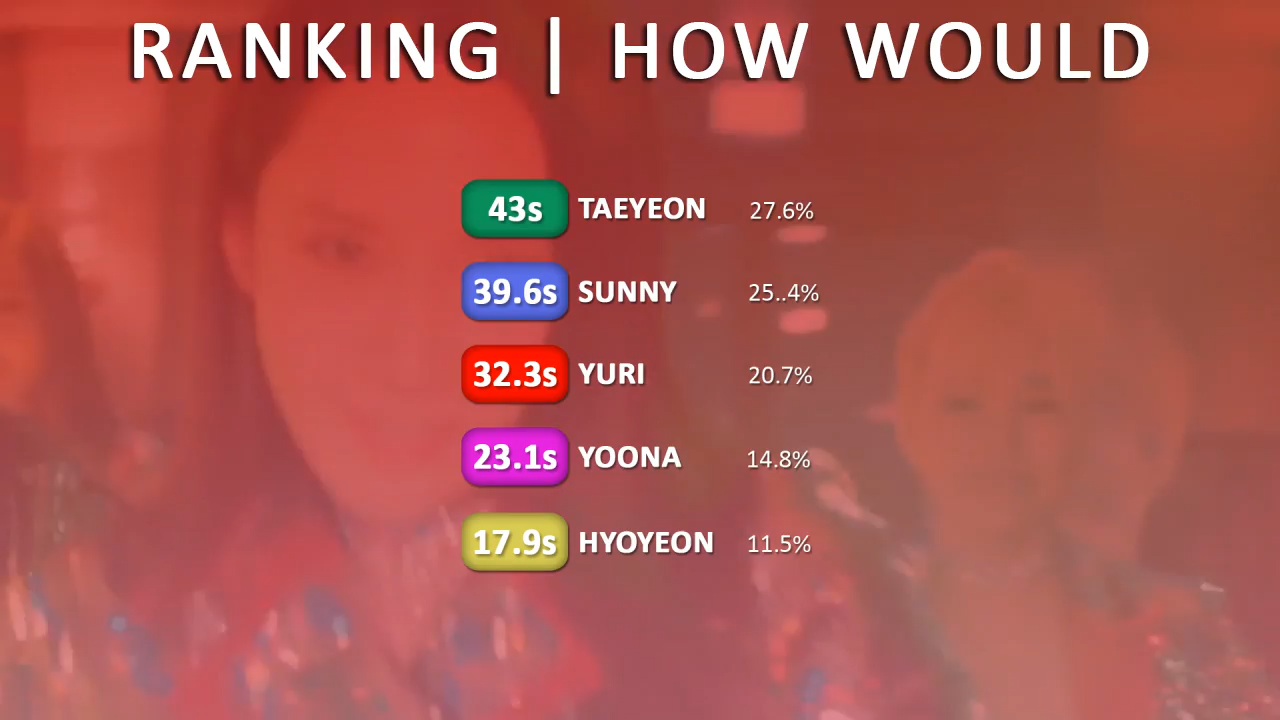 RANKING | HOW WOULD
43s TAEYEON 27.6%
39.6s SUNNY 25..4%
32.3s YURI 20.7%
23.1s YOONA 14.8%
17.9s HYOYEON 11.5%